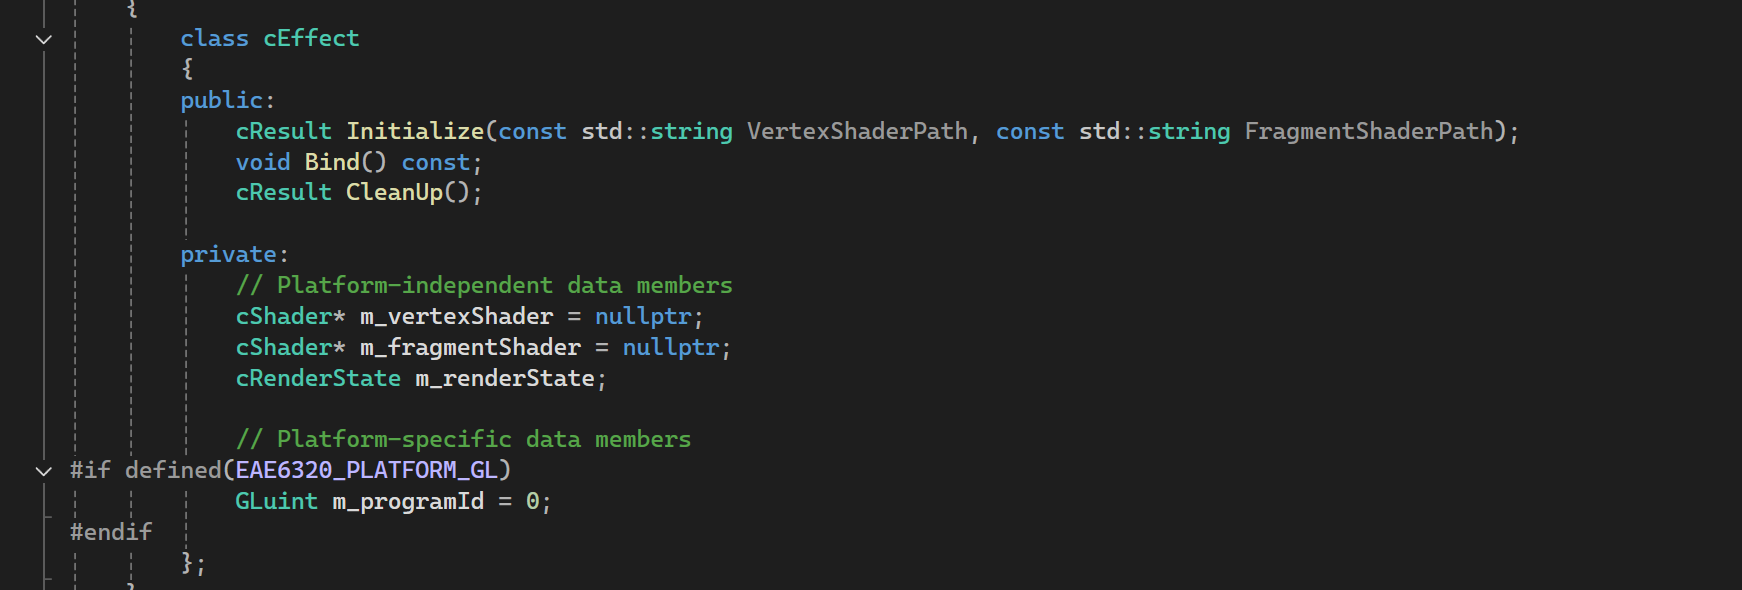 {
class cEffect
{
public:
cResult Initialize(const std::string VertexShaderPath, const std::string FragmentShaderPath);
void Bind() const;
cResult CleanUp();
private:
// Platform-independent data members
cShader* m_vertexShader = nullptr;
cShader* m_fragmentShader = nullptr;
cRenderState m_renderState;
// Platform-specific data members
#if defined(EAE6320_PLATFORM_GL)
GLuint m_programId = 0;
#endif
};
}